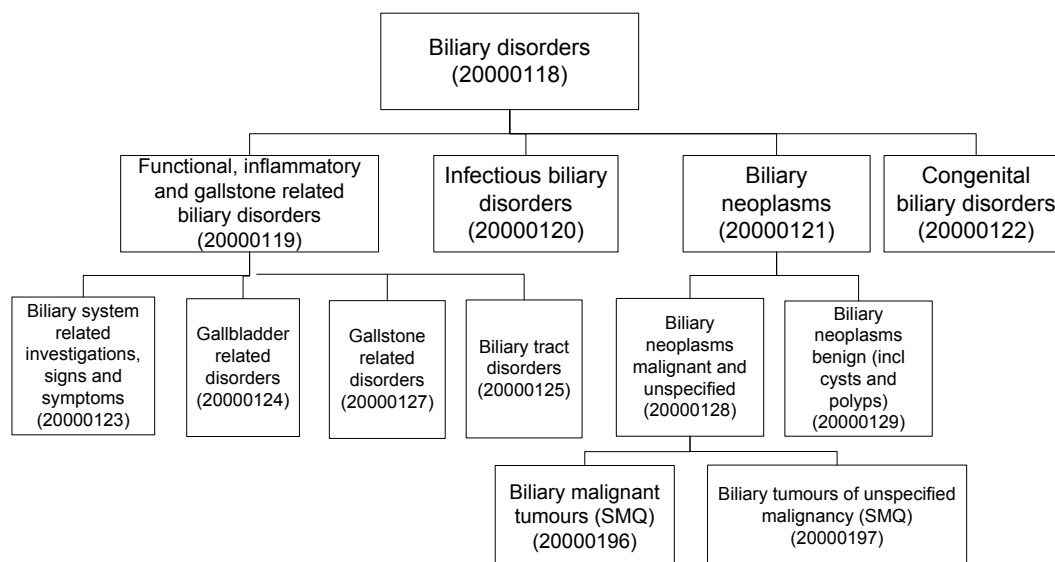 Biliary disorders
(20000118)
Functional, inflammatory
and gallstone related
biliary disorders
(20000119)
Infectious biliary
disorders
(20000120)
Biliary
neoplasms
(20000121)
Congenital
biliary disorders
(20000122)
Biliary system
related
investigations,
signs and
symptoms
(20000123)
Gallbladder
related
disorders
(20000124)
Gallstone
related
disorders
(20000127)
Biliary tract
disorders
(20000125)
Biliary
neoplasms
malignant and
unspecified
(20000128)
Biliary
neoplasms
benign (incl
cysts and
polyps)
(20000129)
Biliary malignant
tumours (SMQ)
(20000196)
Biliary tumours of unspecified
malignancy (SMQ)
(20000197)